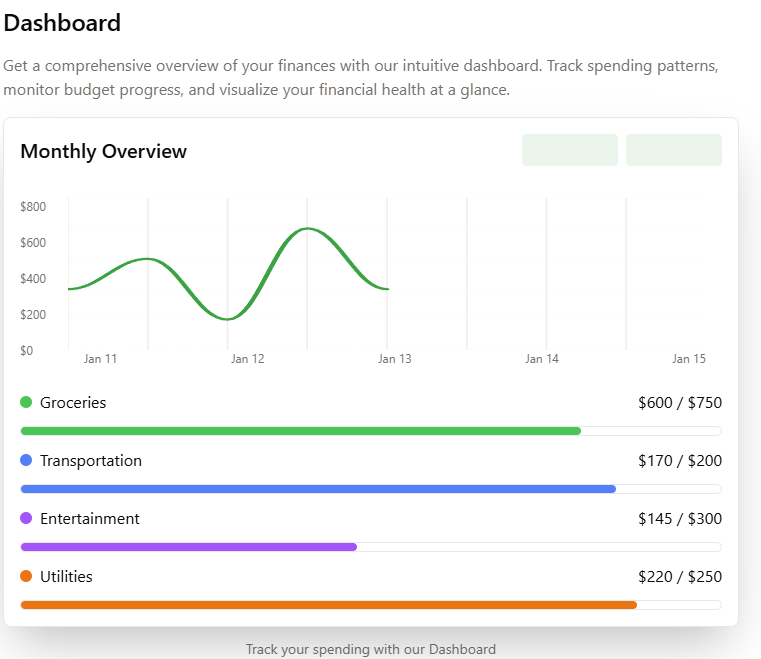 Dashboard
Get a comprehensive overview of your finances with our intuitive dashboard. Track spending patterns,
monitor budget progress, and visualize your financial health at a glance.
Monthly Overview
$800
$600
$400
$200
$0
Jan 11 Jan 12 Jan 13 Jan 14 Jan 15
Groceries $600 / $750
Transportation $170 / $200
Entertainment $145 / $300
Utilities $220 / $250
Track your spending with our Dashboard